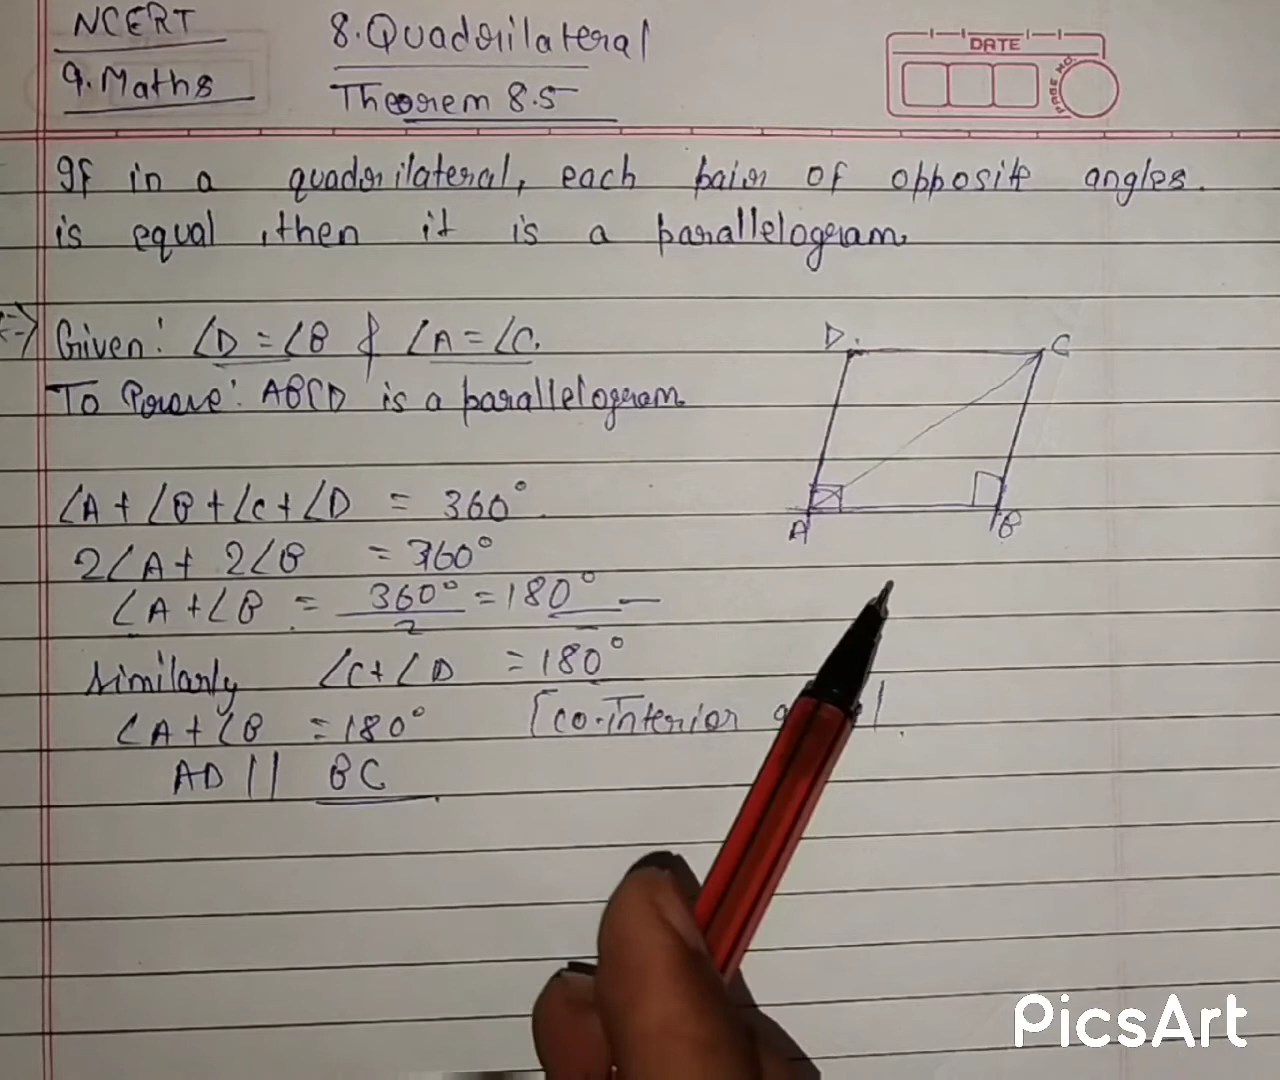 NCERT
9. Maths
8. Quadrilateral
Theorem 8.5
DATE
PAGE NO.
If in a quadrilateral, each pair of opposite angles.
is equal, then it is a parallelogram.
=> Given: ∠D = ∠B & ∠A = ∠C.
To Prove: ABCD is a parallelogram.
D C
A B
∠A + ∠B + ∠C + ∠D = 360°
2∠A + 2∠B = 360°
∠A + ∠B = 360°/2 = 180° —
Similarly ∠C + ∠D = 180°
∠A + ∠B = 180° [co-interior
AD || BC
PicsArt